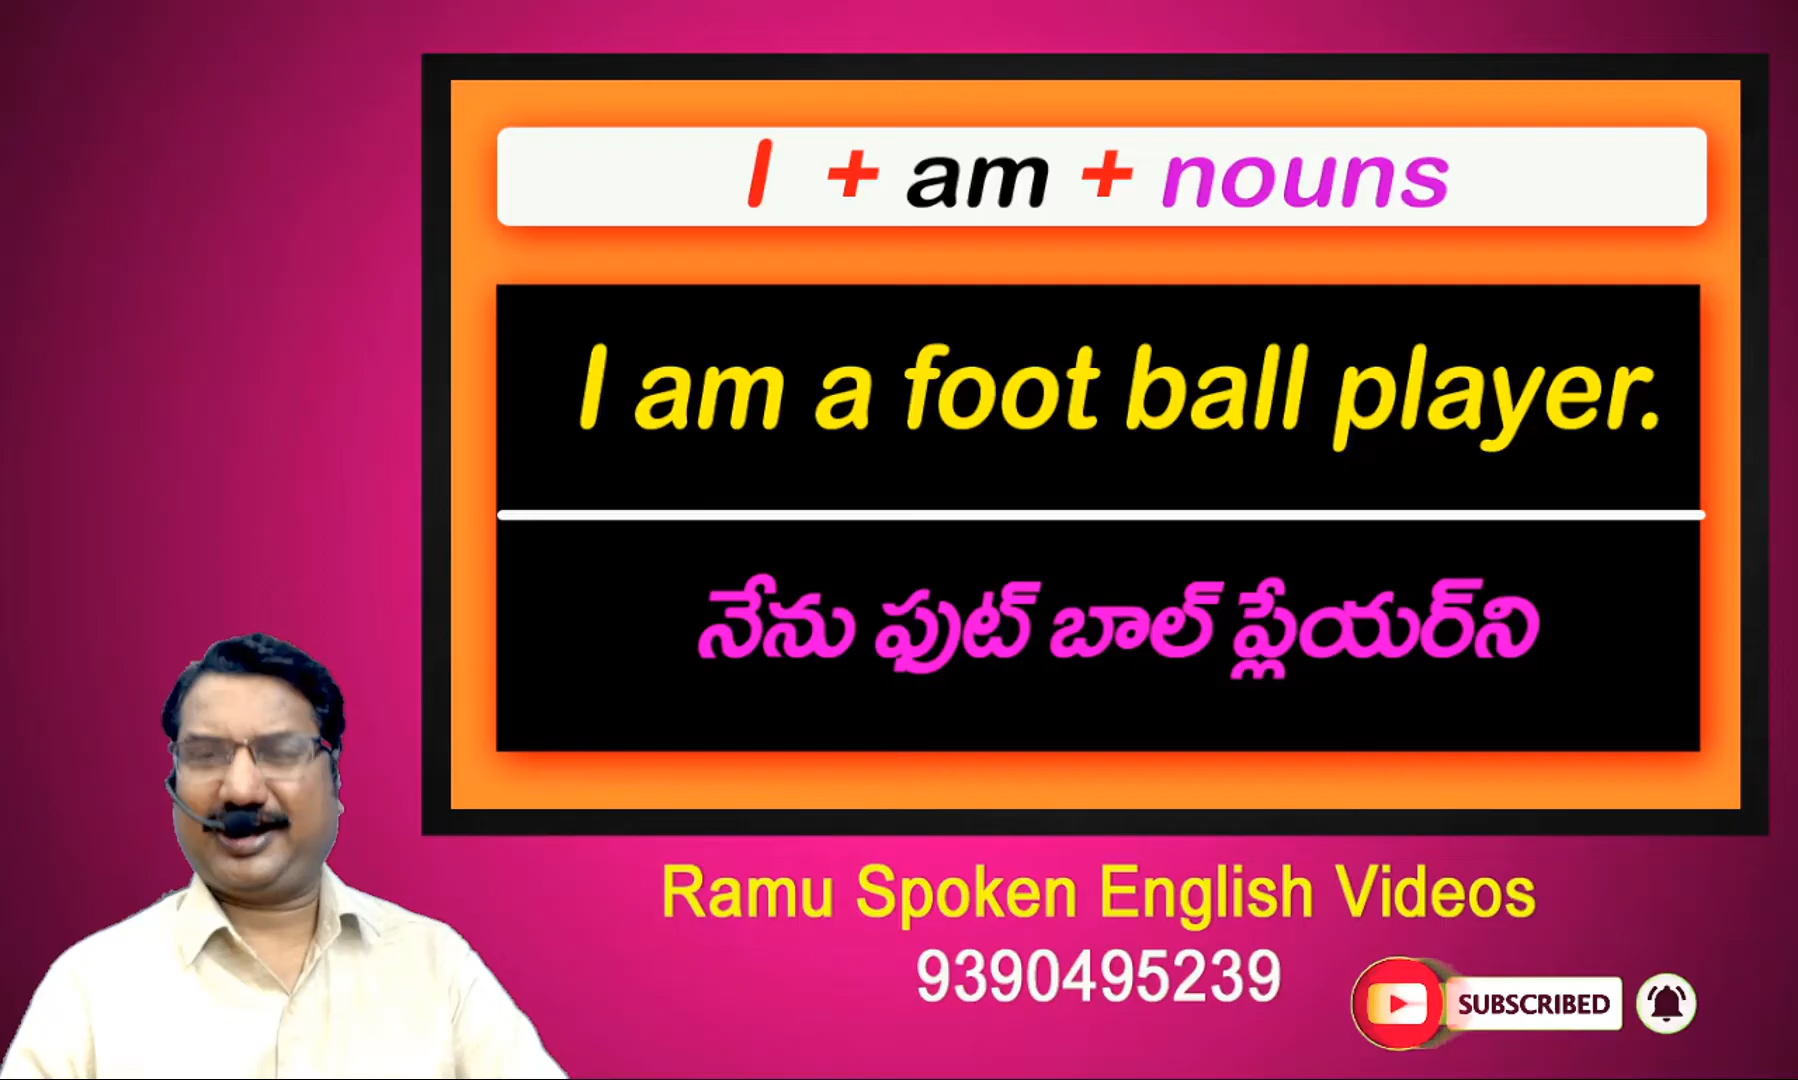 I + am + nouns
I am a foot ball player.
నేను ఫుట్ బాల్ ప్లేయర్‌ని
Ramu Spoken English Videos
9390495239
SUBSCRIBED